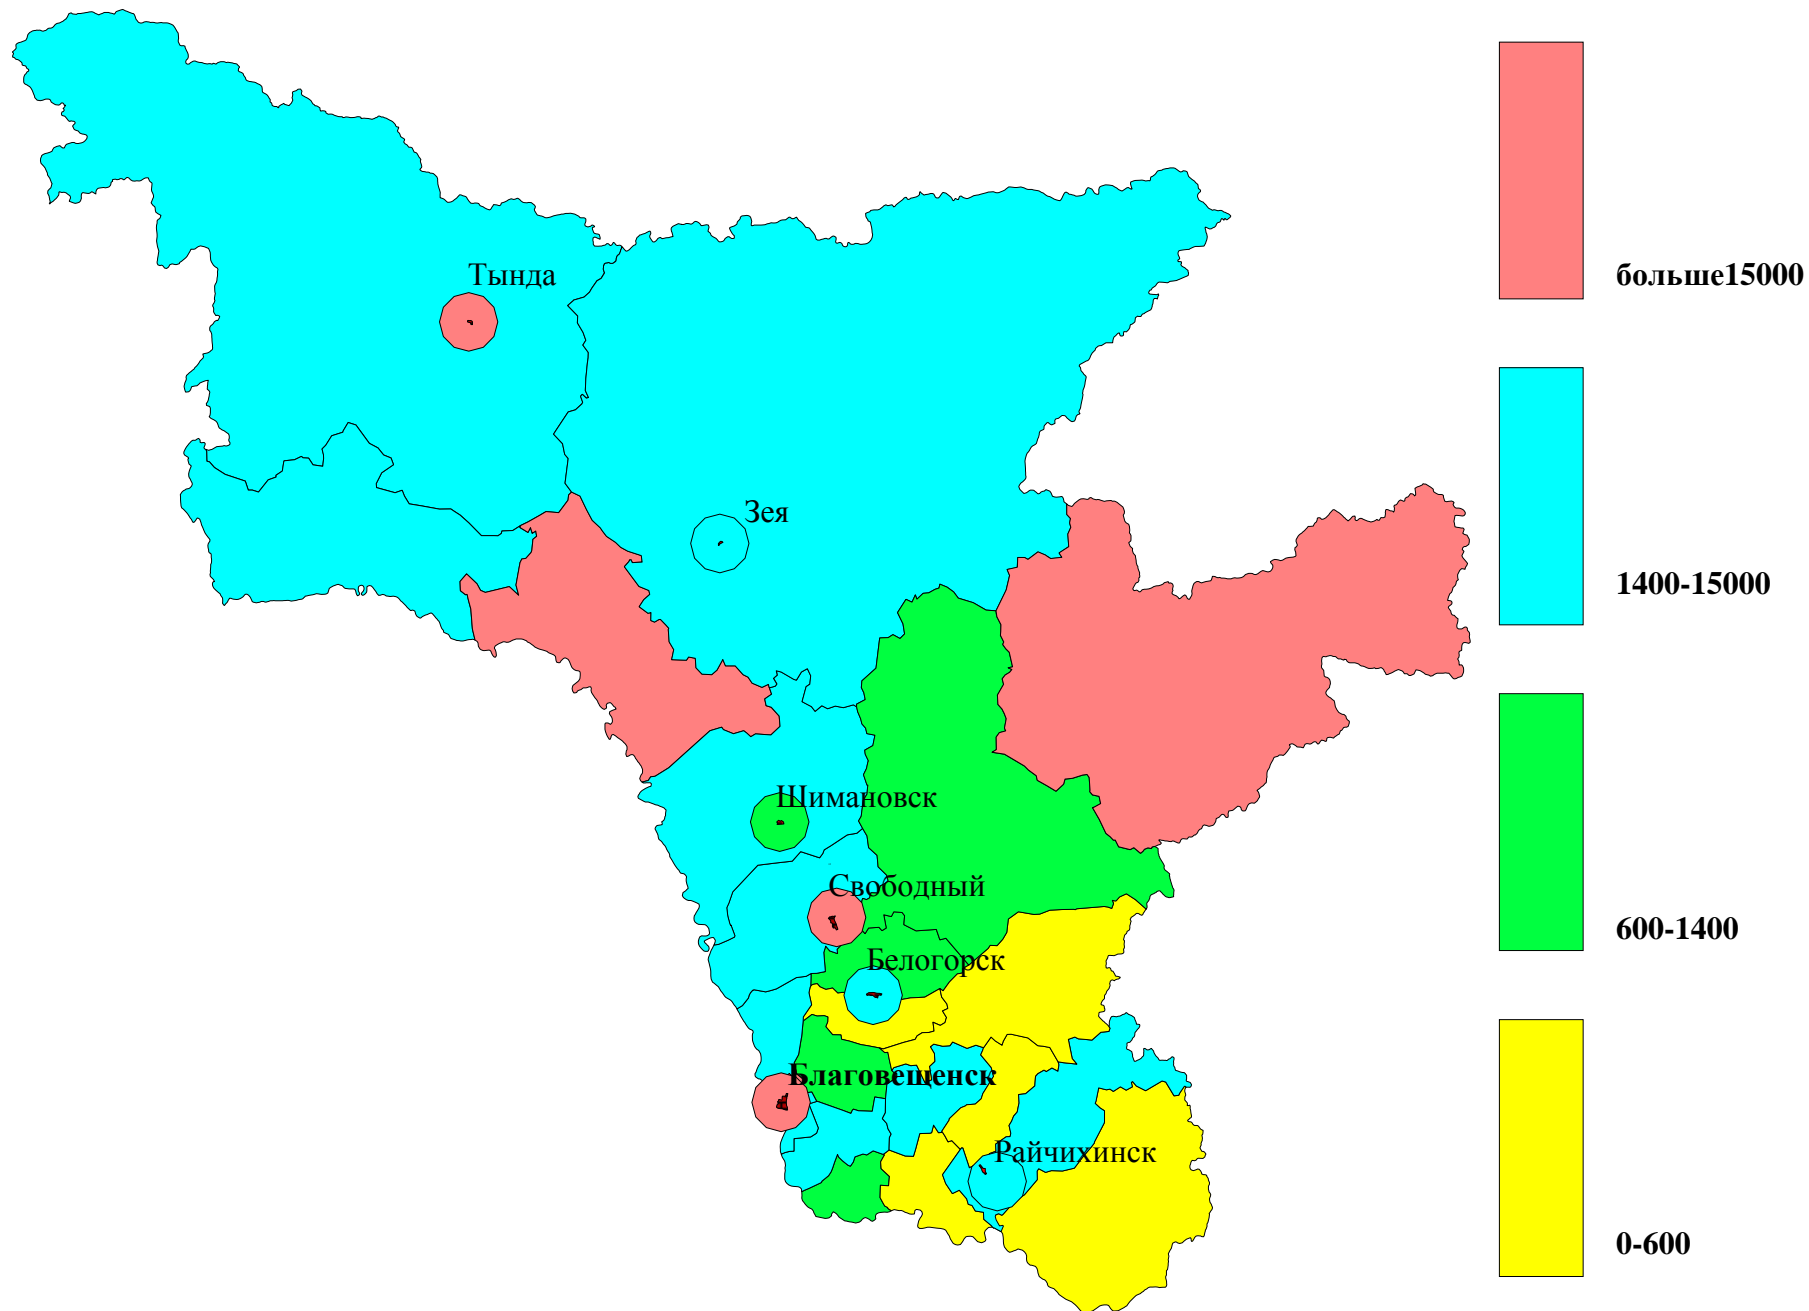 Тында
больше15000
Зея
1400-15000
Шимановск
Свободный
600-1400
Белогорск
Благовещенск
Райчихинск
0-600